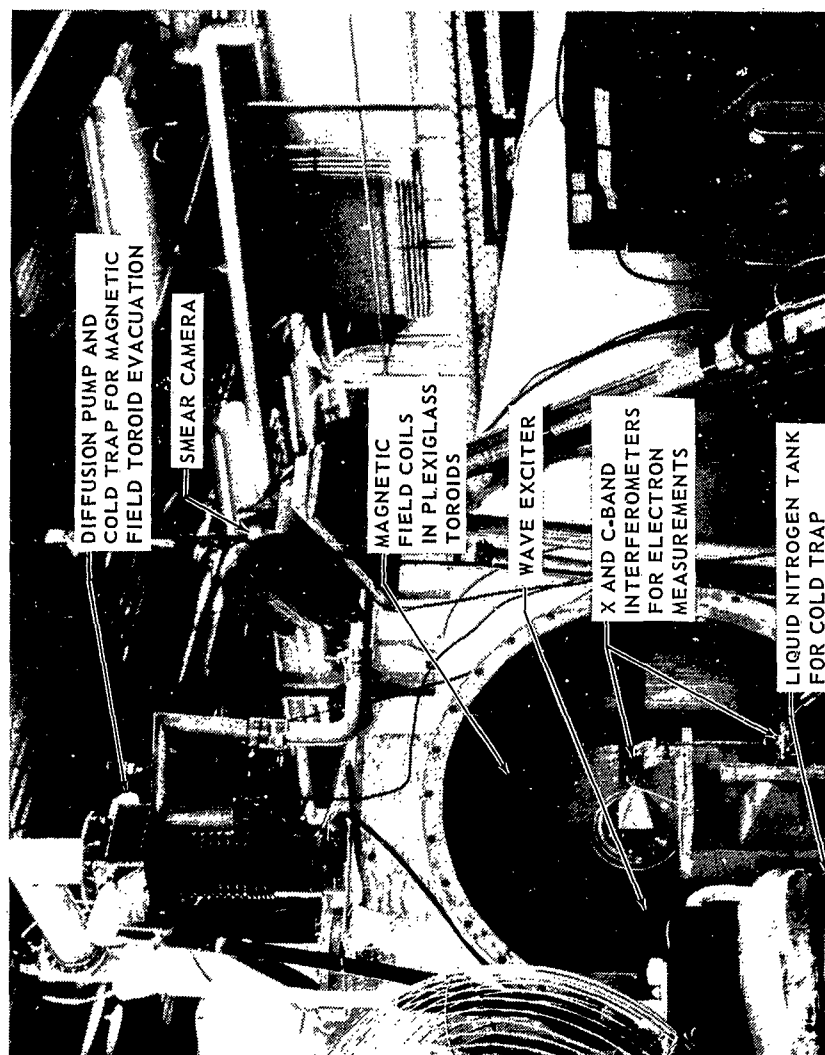 DIFFUSION PUMP AND
COLD TRAP FOR MAGNETIC
FIELD TOROID EVACUATION
SMEAR CAMERA
MAGNETIC
FIELD COILS
IN PLEXIGLASS
TOROIDS
WAVE EXCITER
X AND C-BAND
INTERFEROMETERS
FOR ELECTRON
MEASUREMENTS
LIQUID NITROGEN TANK
FOR COLD TRAP